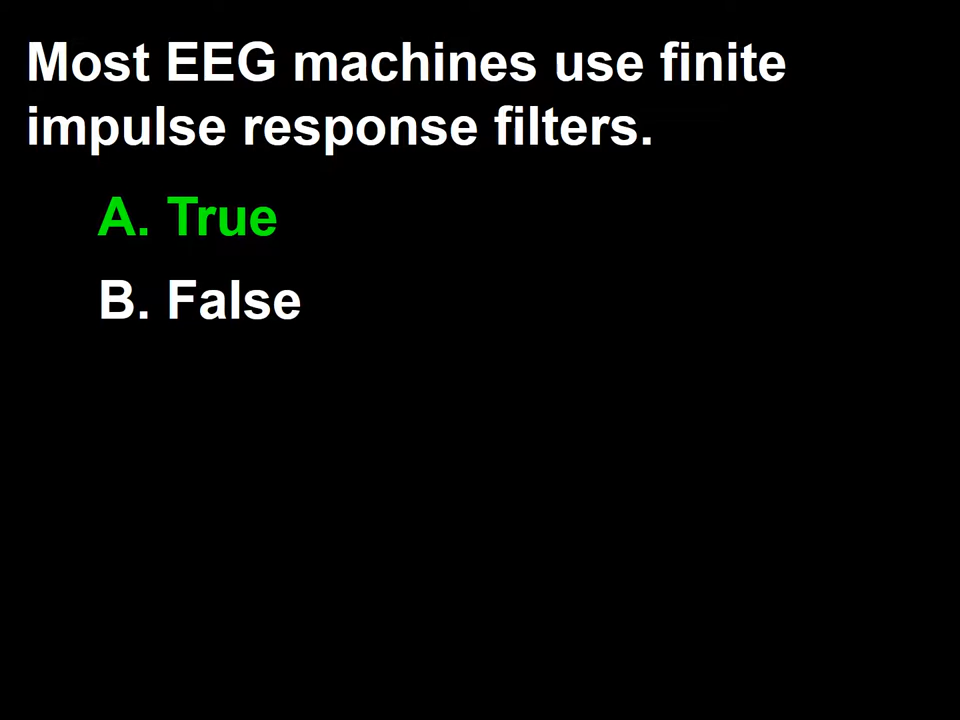 Most EEG machines use finite
impulse response filters.
A. True
B. False